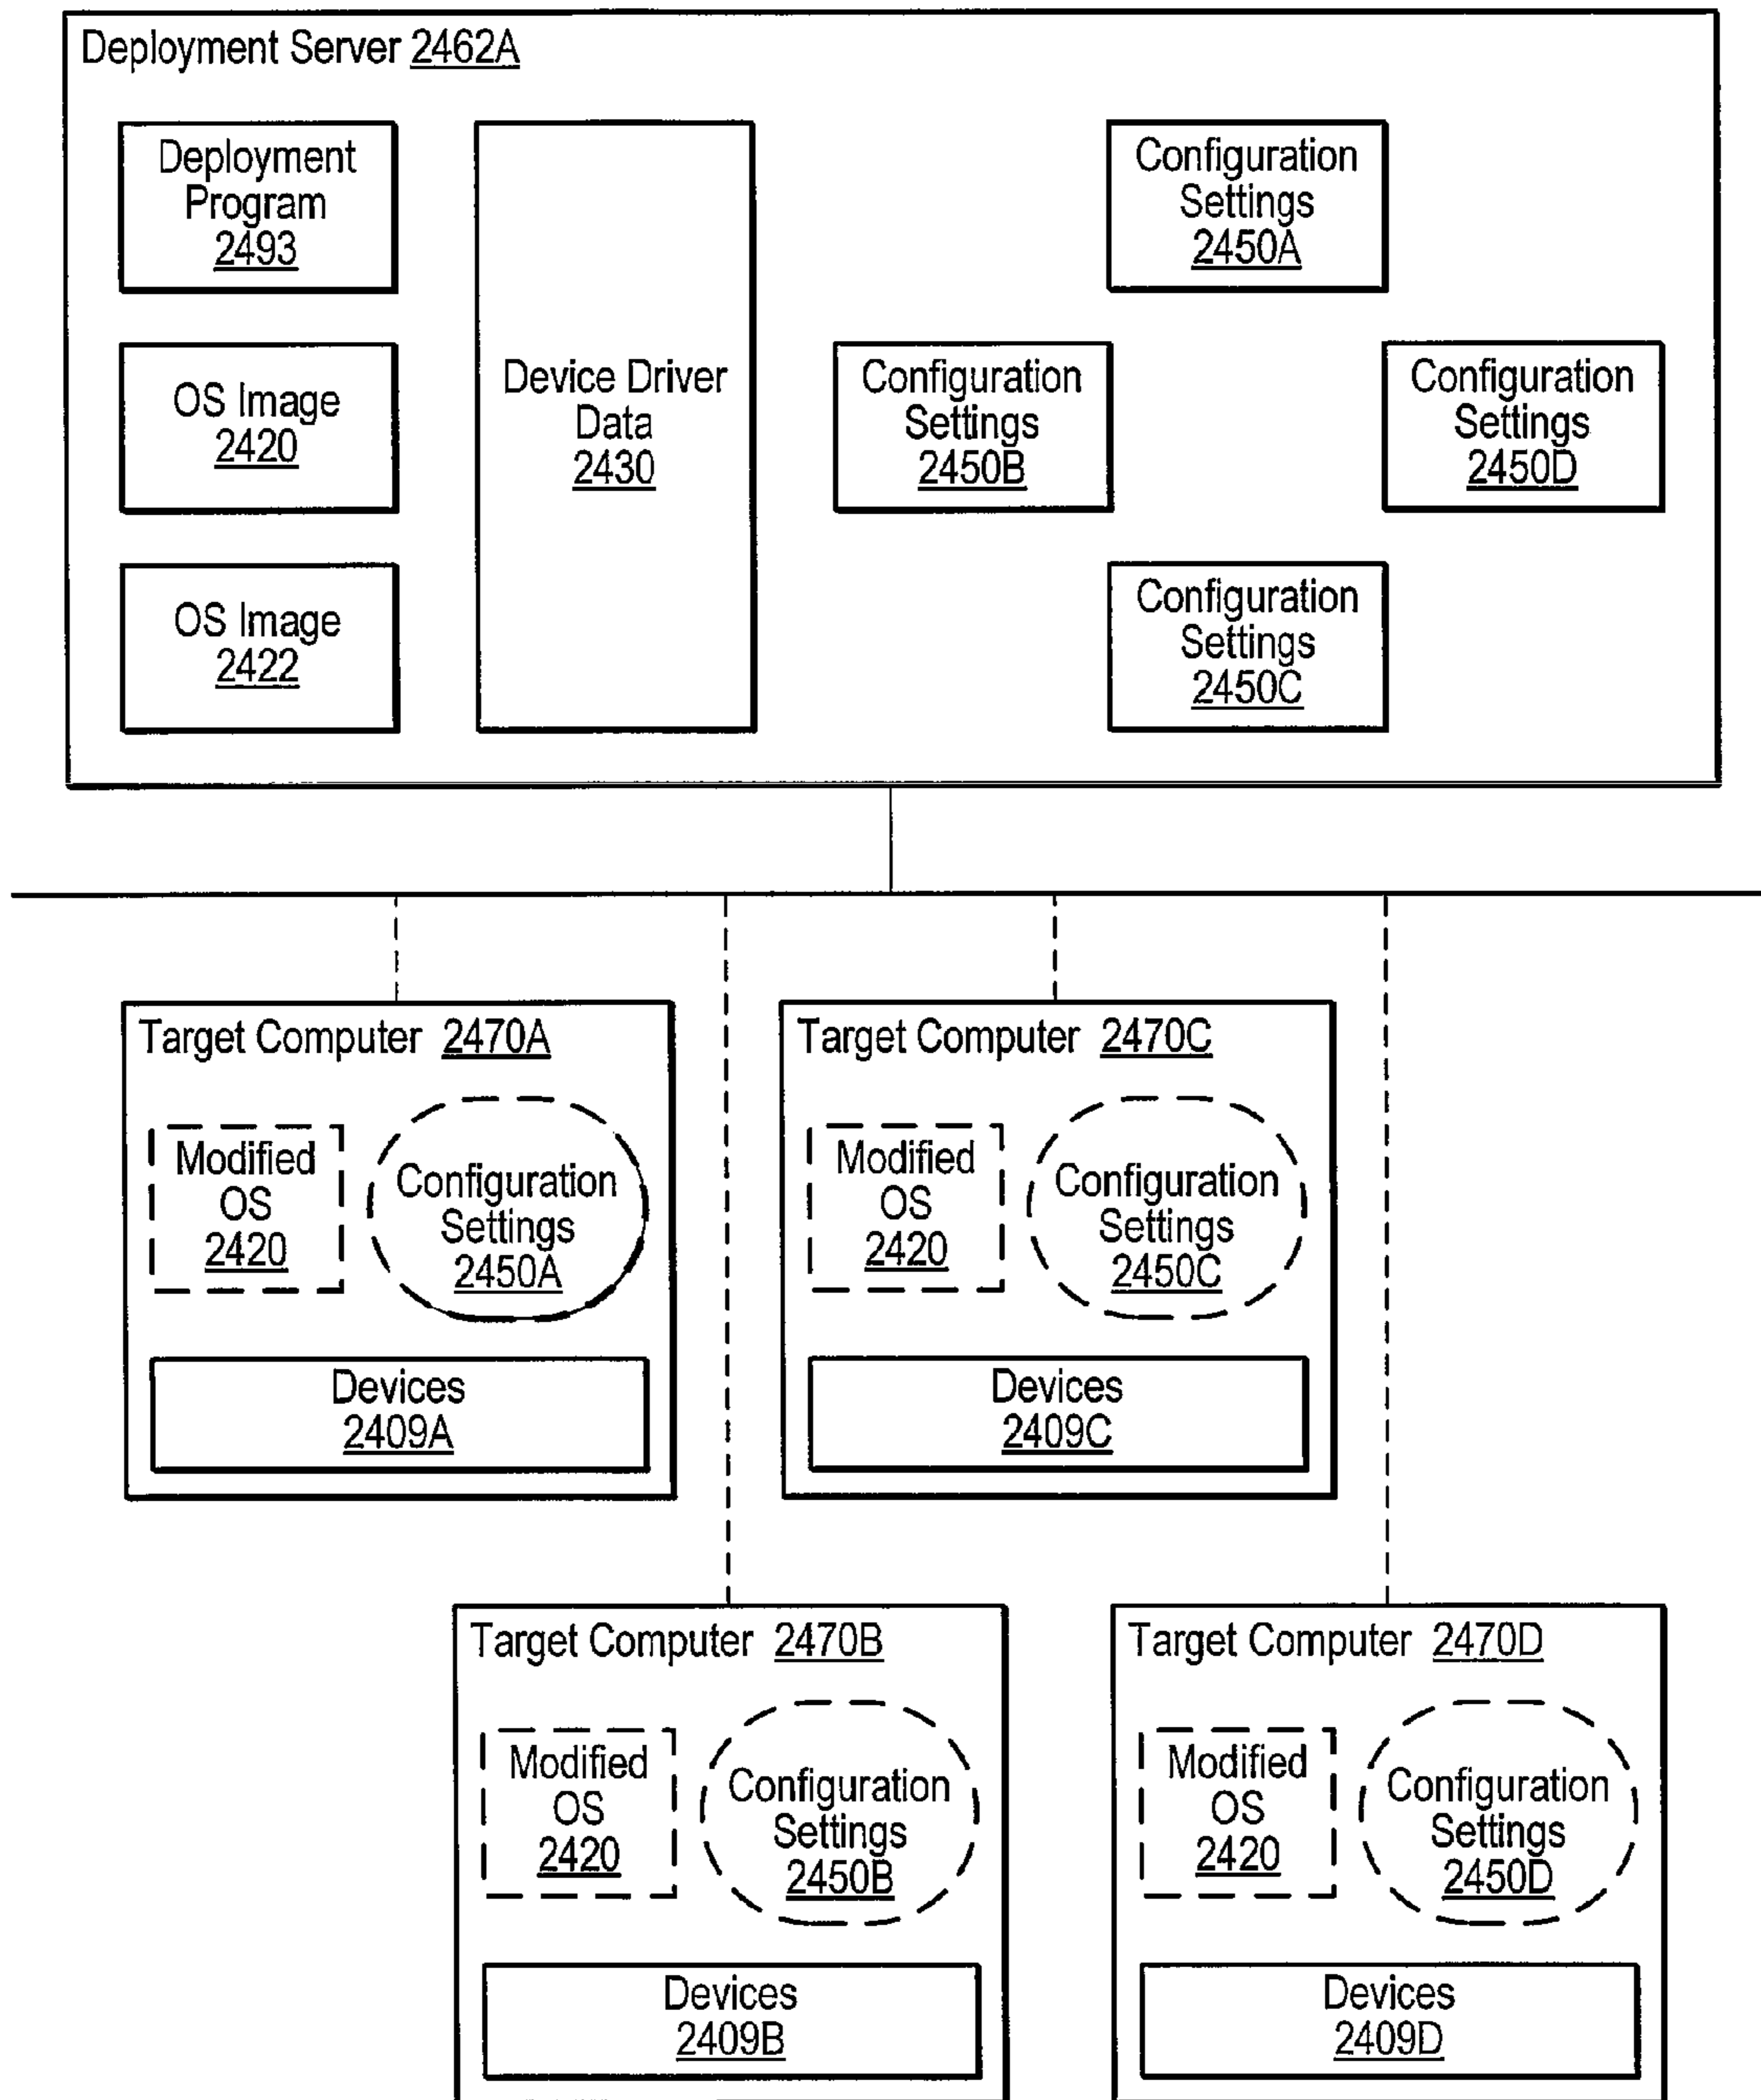 Deployment Server 2462A
Deployment
Program
2493
OS Image
2420
OS Image
2422
Device Driver
Data
2430
Configuration
Settings
2450A
Configuration
Settings
2450B
Configuration
Settings
2450D
Configuration
Settings
2450C
Target Computer 2470A
Modified
OS
2420
Configuration
Settings
2450A
Devices
2409A
Target Computer 2470C
Modified
OS
2420
Configuration
Settings
2450C
Devices
2409C
Target Computer 2470B
Modified
OS
2420
Configuration
Settings
2450B
Devices
2409B
Target Computer 2470D
Modified
OS
2420
Configuration
Settings
2450D
Devices
2409D